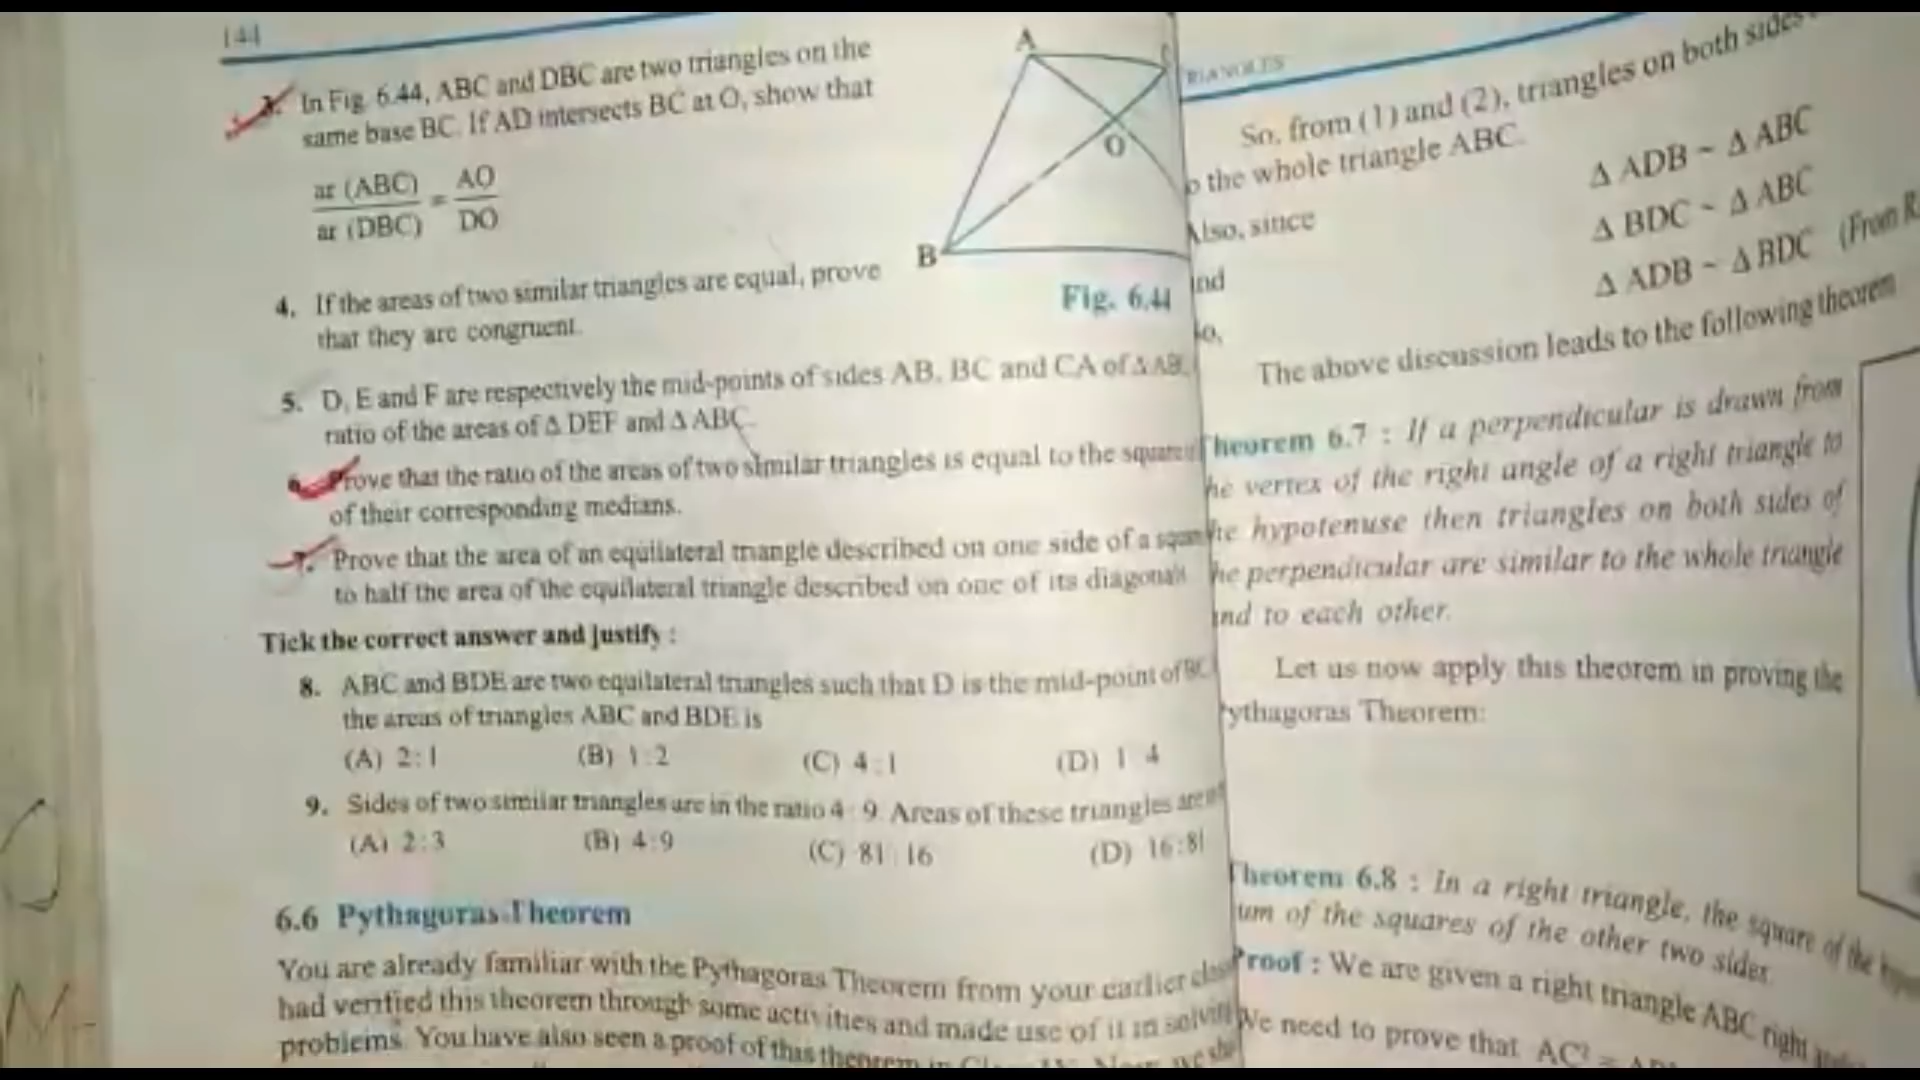 144
3. In Fig. 6.44, ABC and DBC are two triangles on the
same base BC. If AD intersects BC at O, show that
ar (ABC) / ar (DBC) = AO / DO
A
O
B
Fig. 6.44
4. If the areas of two similar triangles are equal, prove
that they are congruent.
5. D, E and F are respectively the mid-points of sides AB, BC and CA of Δ ABC
ratio of the areas of Δ DEF and Δ ABC.
6. Prove that the ratio of the areas of two similar triangles is equal to the square
of their corresponding medians.
7. Prove that the area of an equilateral triangle described on one side of a
to half the area of the equilateral triangle described on one of its diagonals
Tick the correct answer and justify :
8. ABC and BDE are two equilateral triangles such that D is the mid-point of BC
the areas of triangles ABC and BDE is
(A) 2 : 1 (B) 1 : 2 (C) 4 : 1 (D) 1 : 4
9. Sides of two similar triangles are in the ratio 4 : 9. Areas of these triangles are
(A) 2 : 3 (B) 4 : 9 (C) 81 : 16 (D) 16 : 81
6.6 Pythagoras Theorem
You are already familiar with the Pythagoras Theorem from your earlier
had verified this theorem through some activities and made use of it in
problems. You have also seen a proof of this theorem in
RIANGLES
So, from (1) and (2), triangles on both sides
the whole triangle ABC.
Δ ADB ~ Δ ABC
Also, since
Δ BDC ~ Δ ABC
nd
Δ ADB ~ Δ BDC (From
o,
The above discussion leads to the following theorem
heorem 6.7 : If a perpendicular is drawn from
he vertex of the right angle of a right triangle to
he hypotenuse then triangles on both sides of
he perpendicular are similar to the whole triangle
nd to each other.
Let us now apply this theorem in proving the
ythagoras Theorem:
heorem 6.8 : In a right triangle, the square of the
um of the squares of the other two sides.
Proof : We are given a right triangle ABC right
We need to prove that AC² =